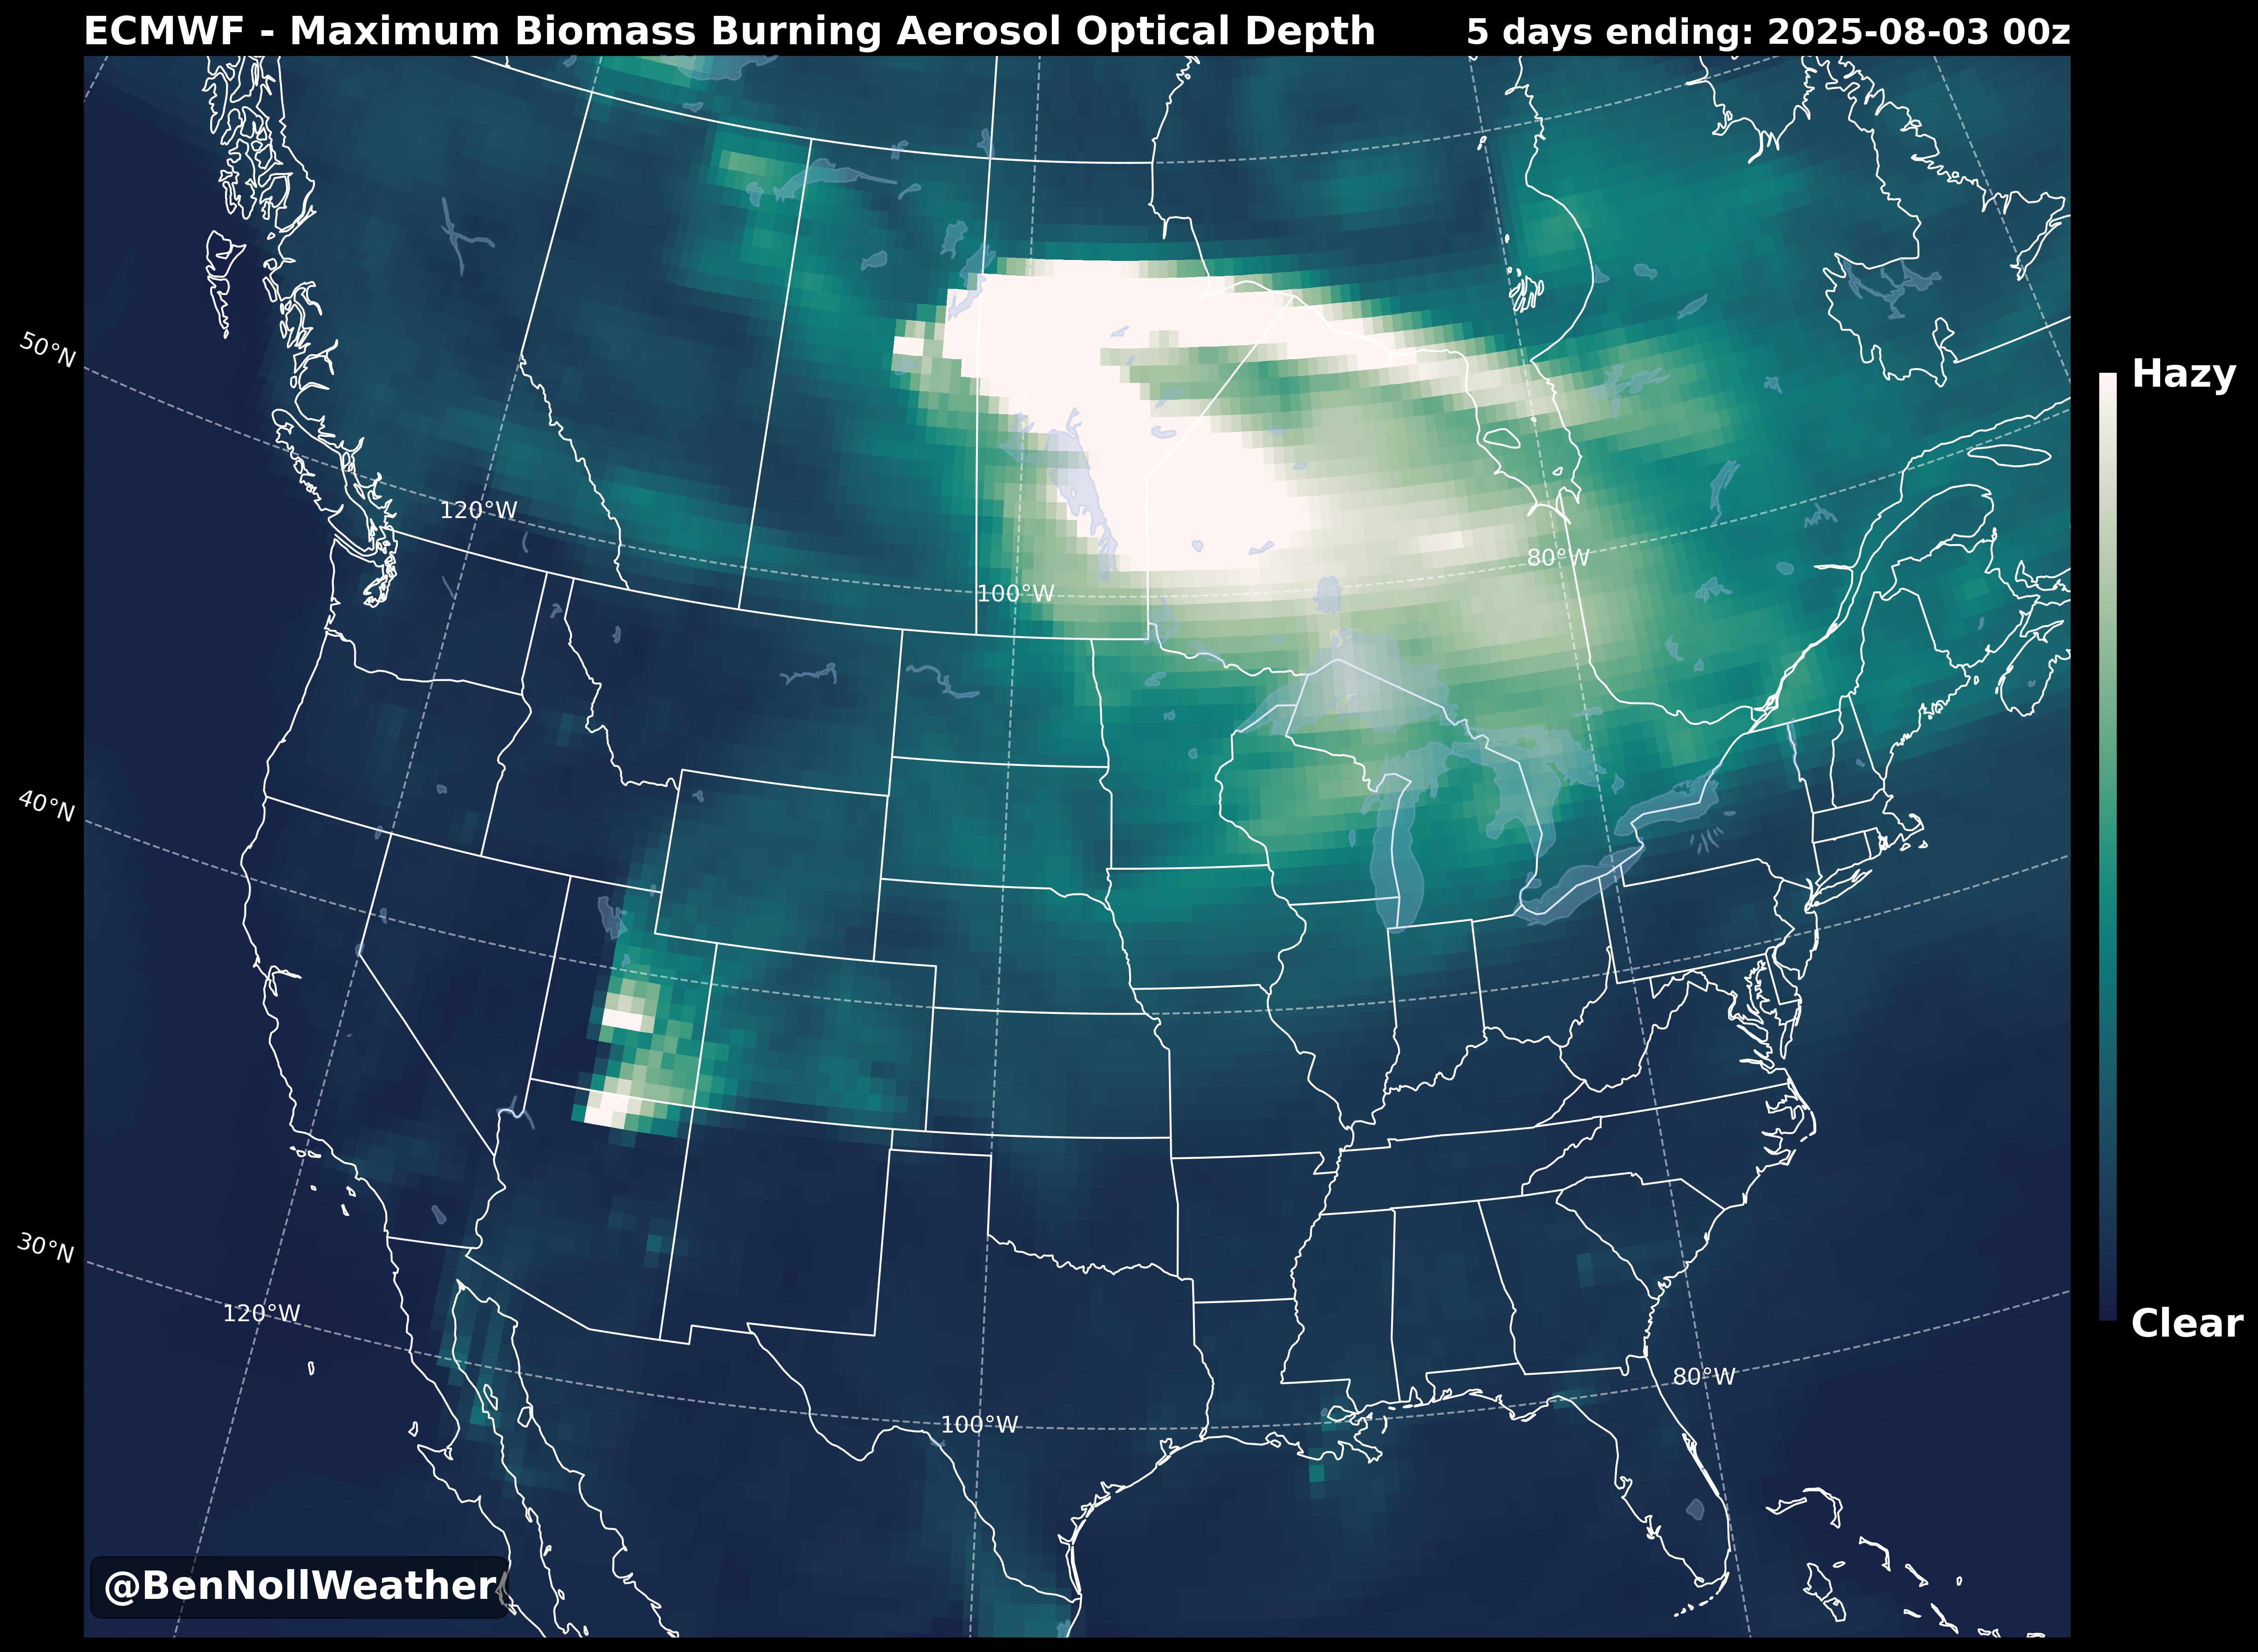 ECMWF - Maximum Biomass Burning Aerosol Optical Depth
5 days ending: 2025-08-03 00z
50°N
Hazy
120°W
80°W
100°W
40°N
30°N
120°W
Clear
80°W
100°W
@BenNollWeather